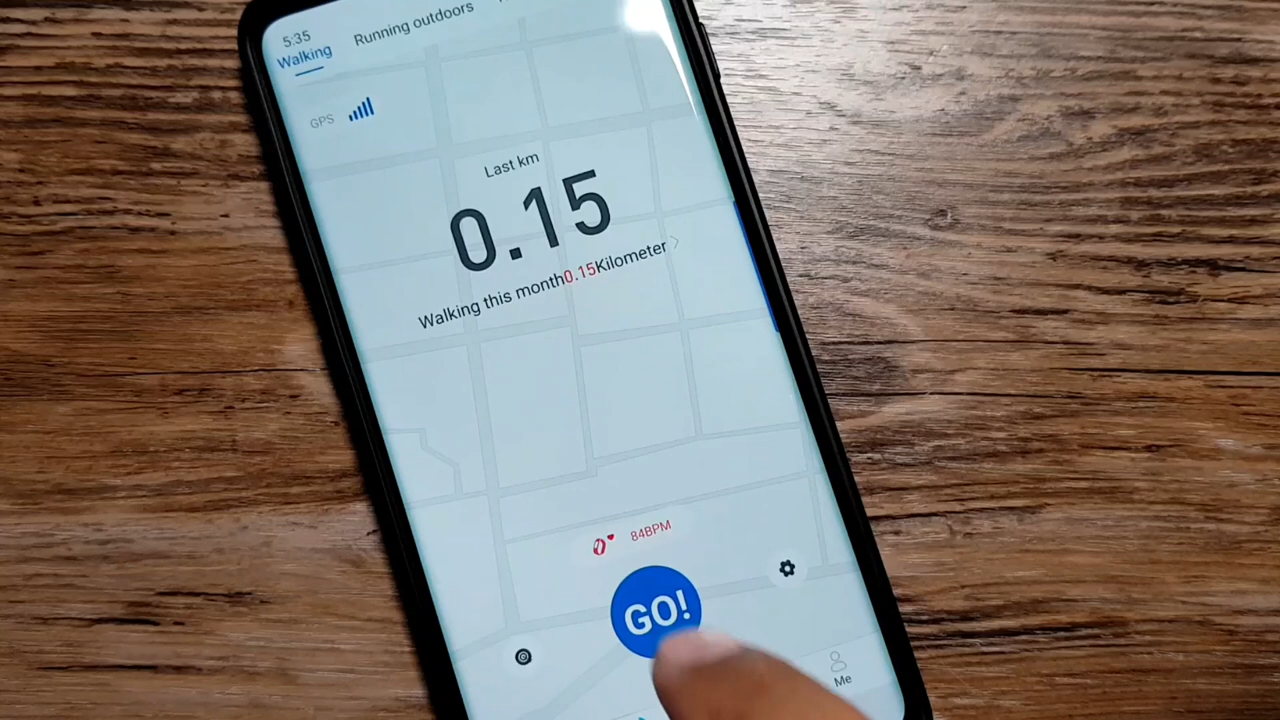 5:35
Walking Running outdoors
GPS
Last km
0.15
Walking this month0.15Kilometer
84BPM
GO!
Me